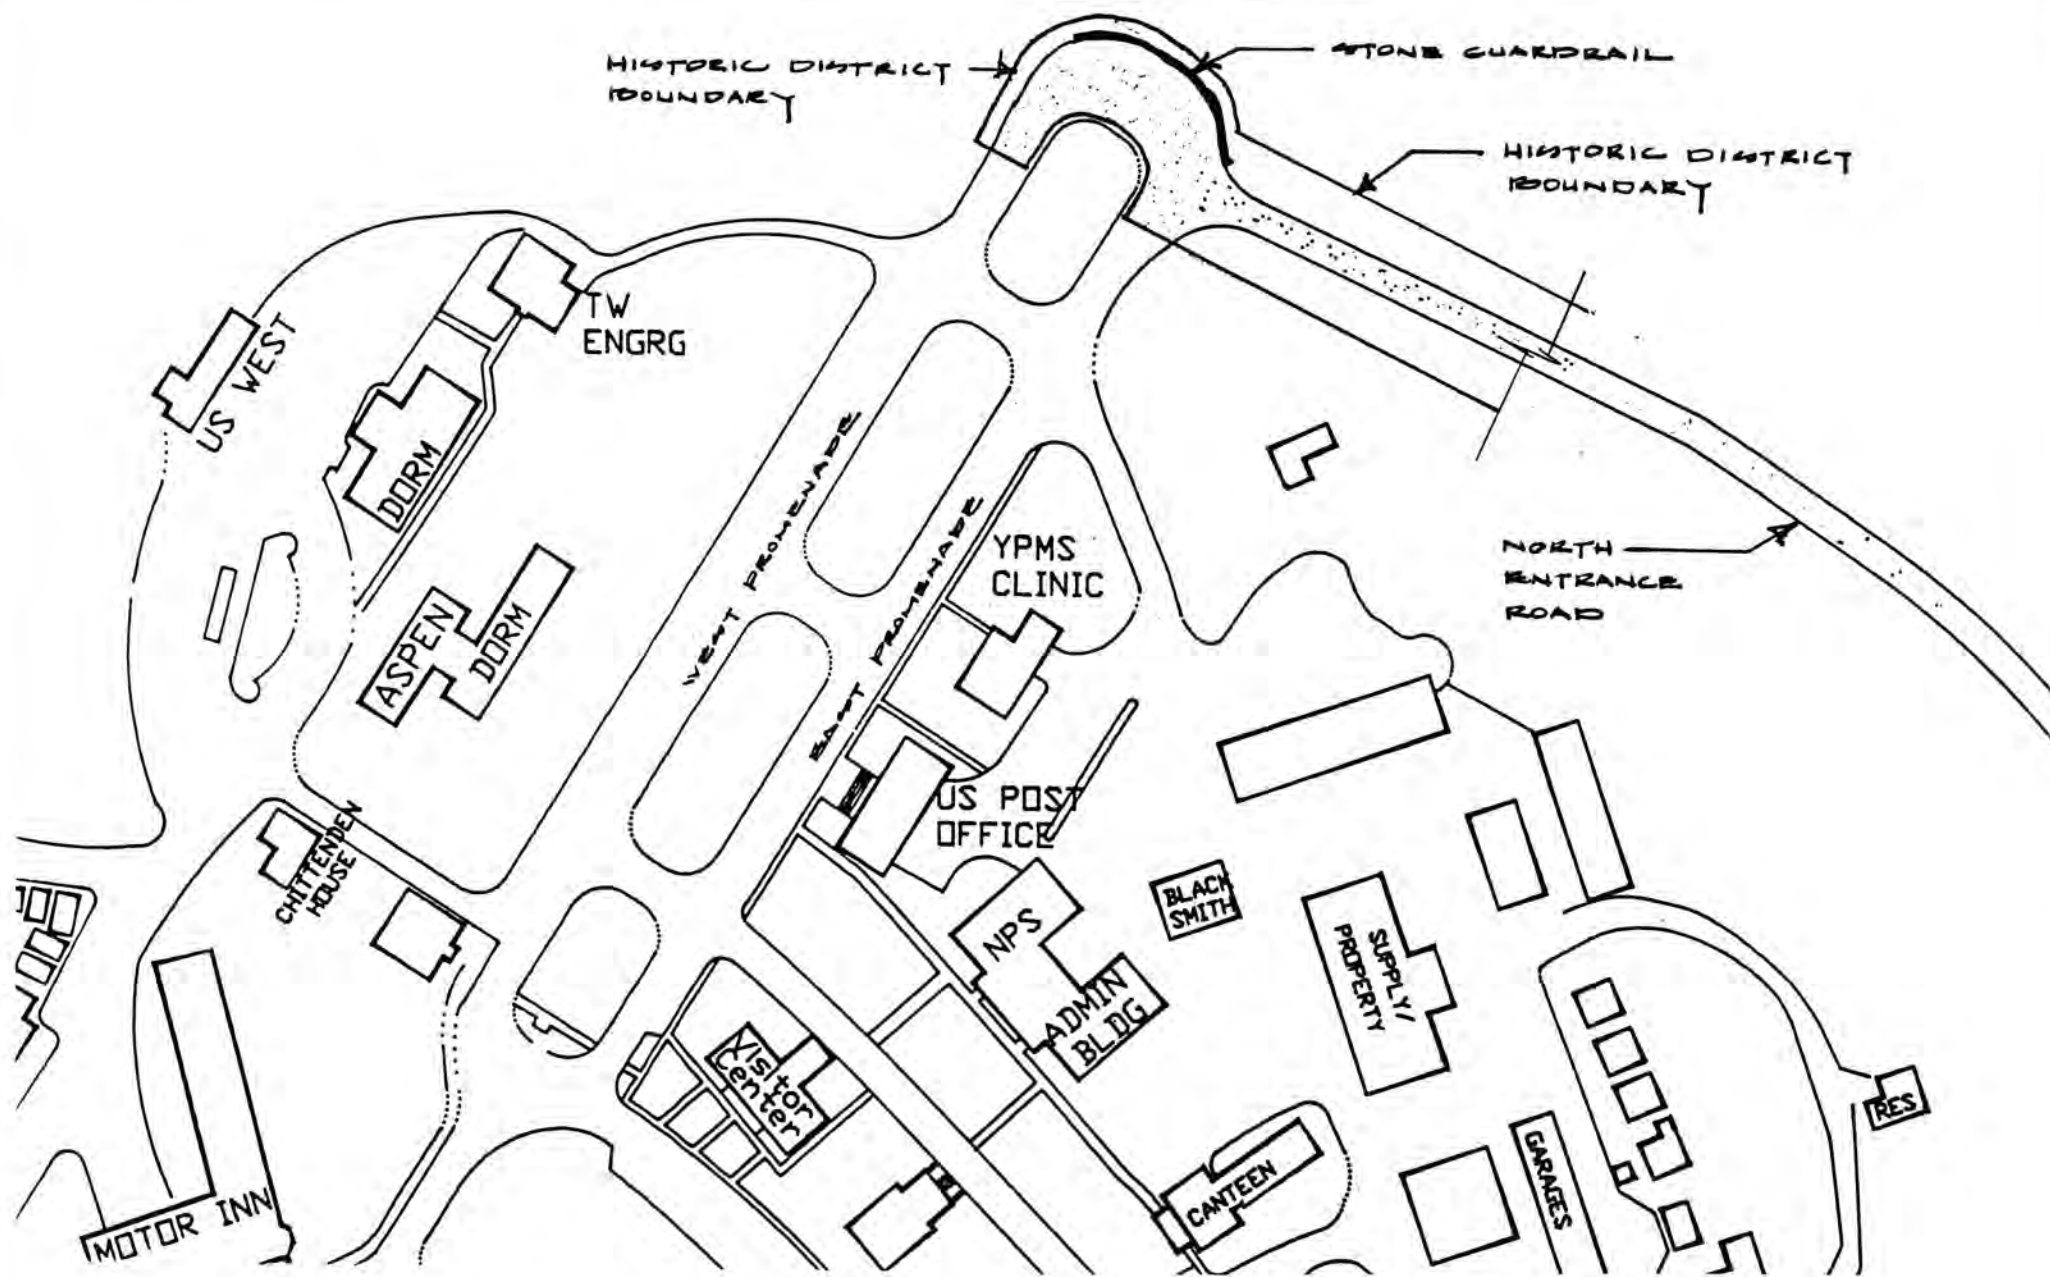 HISTORIC DISTRICT
BOUNDARY
STONE GUARDRAIL
HISTORIC DISTRICT
BOUNDARY
TW
ENGRG
US WEST
DORM
WEST PROMENADE
EAST PROMENADE
YPMS
CLINIC
NORTH
ENTRANCE
ROAD
ASPEN
DORM
US POST
OFFICE
CHITTENDEN
HOUSE
BLACK
SMITH
NPS
ADMIN
BLDG
SUPPLY/
PROPERTY
Visitor
Center
RES
GARAGES
CANTEEN
MOTOR INN